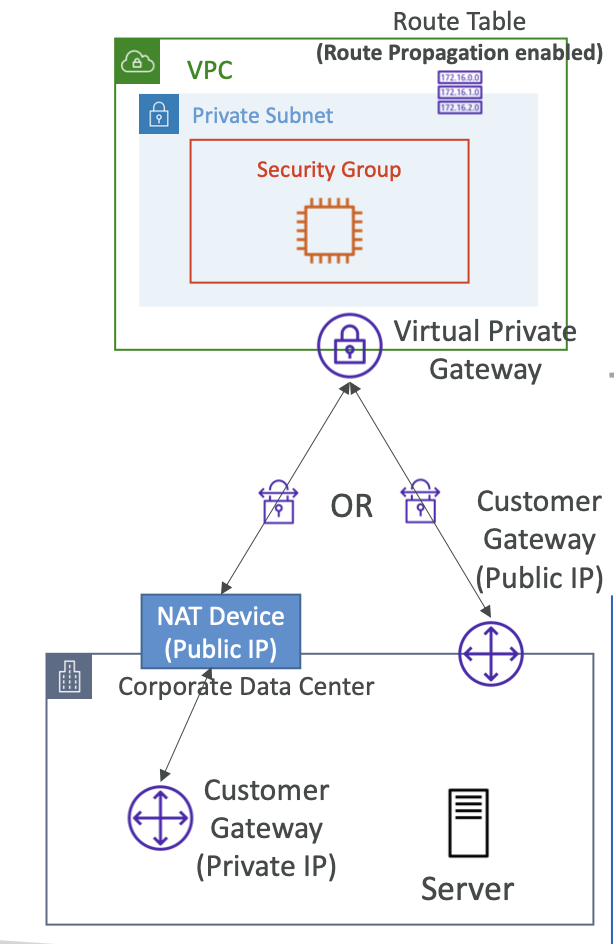 Route Table
(Route Propagation enabled)
VPC
172.16.0.0
172.16.1.0
172.16.2.0
Private Subnet
Security Group
Virtual Private
Gateway
OR
Customer
Gateway
(Public IP)
NAT Device
(Public IP)
Corporate Data Center
Customer
Gateway
(Private IP)
Server